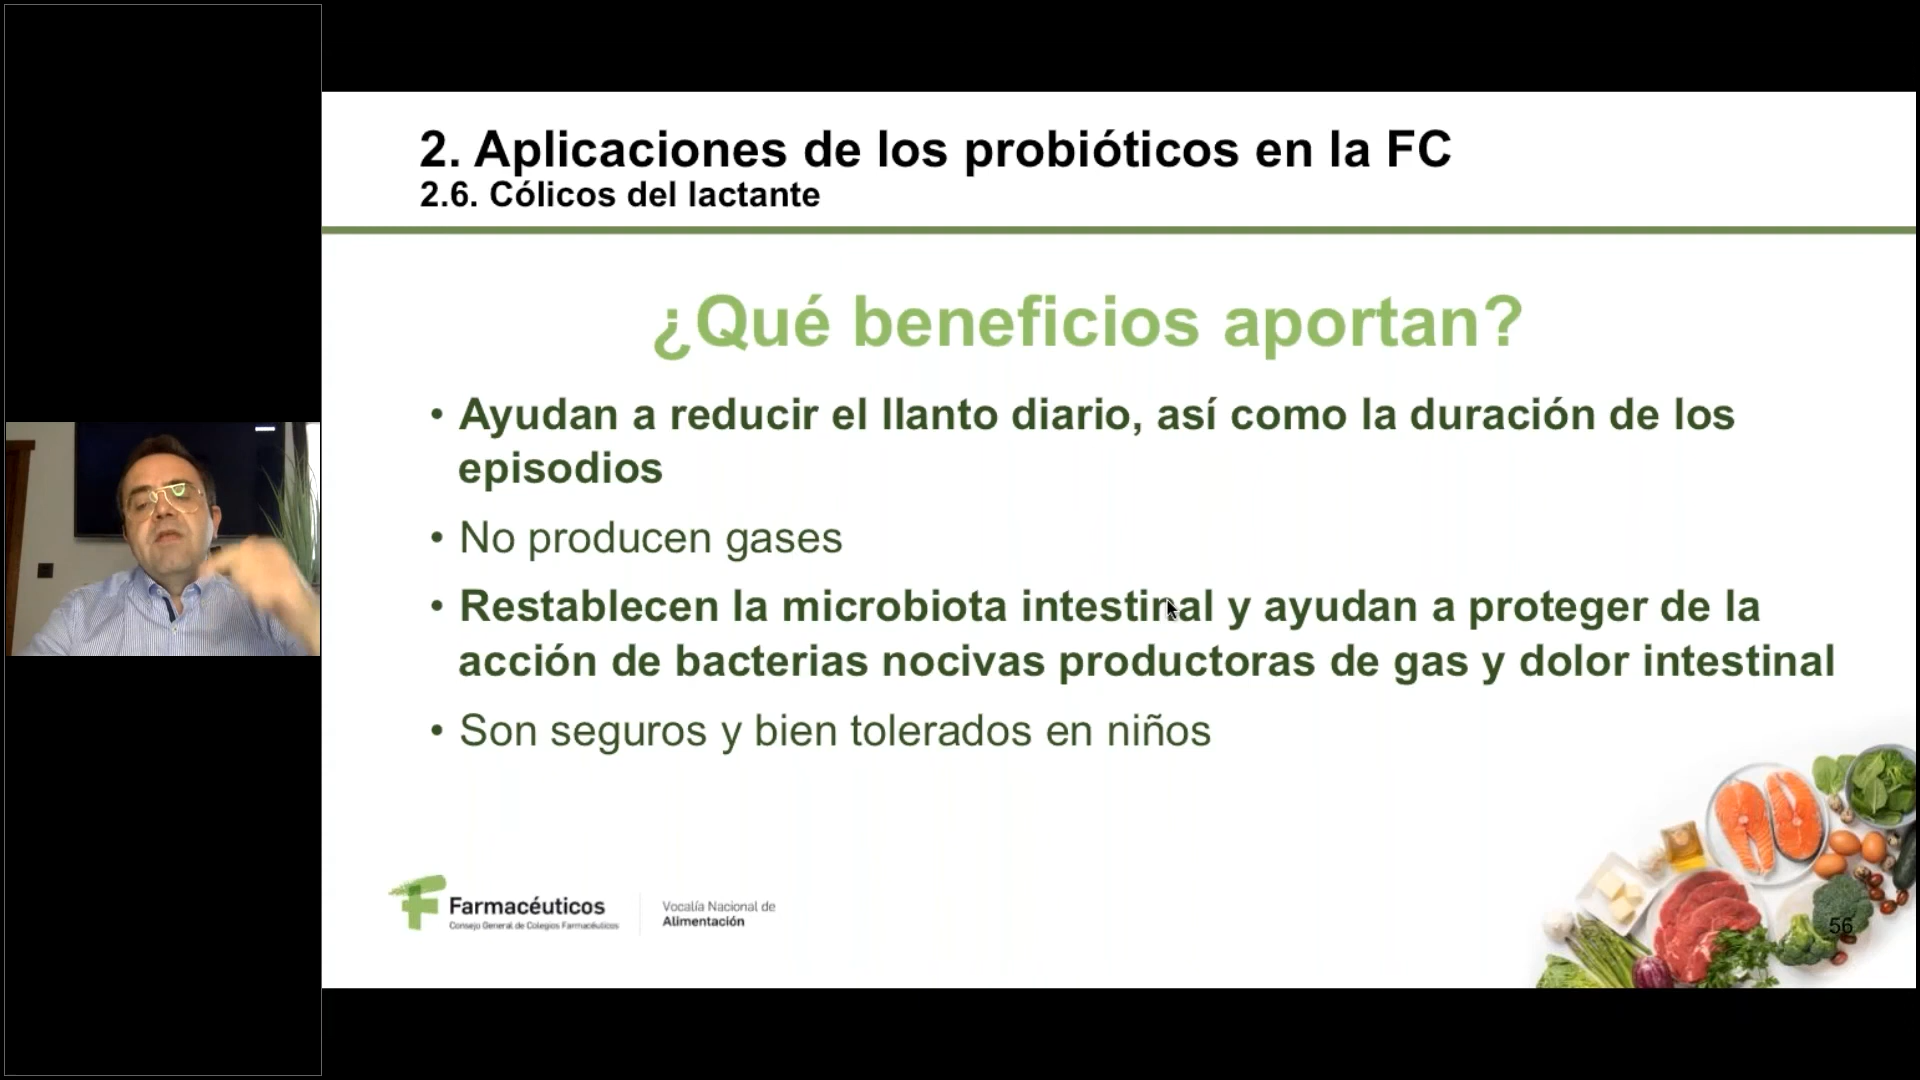 2. Aplicaciones de los probióticos en la FC
2.6. Cólicos del lactante
¿Qué beneficios aportan?
• Ayudan a reducir el llanto diario, así como la duración de los
episodios
• No producen gases
• Restablecen la microbiota intestinal y ayudan a proteger de la
acción de bacterias nocivas productoras de gas y dolor intestinal
• Son seguros y bien tolerados en niños
Farmacéuticos
Consejo General de Colegios Farmacéuticos
Vocalía Nacional de
Alimentación
56